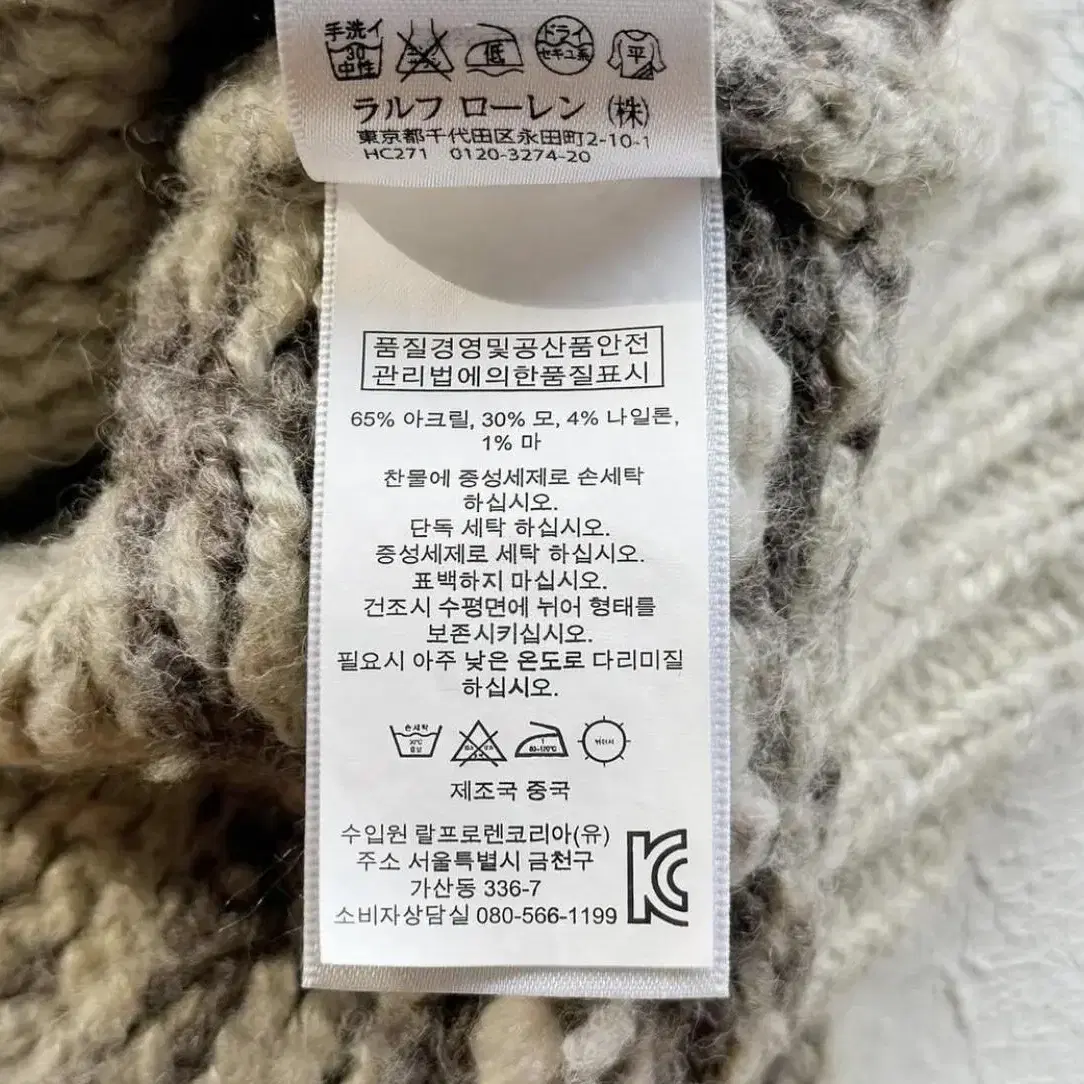 手洗イ
30
中性
低
ドライ
セキユ系
平
ラルフ ローレン (株)
東京都千代田区永田町2-10-1
HC271 0120-3274-20
품질경영및공산품안전
관리법에의한품질표시
65% 아크릴, 30% 모, 4% 나일론,
1% 마
찬물에 중성세제로 손세탁
하십시오.
단독 세탁 하십시오.
중성세제로 세탁 하십시오.
표백하지 마십시오.
건조시 수평면에 뉘어 형태를
보존시키십시오.
필요시 아주 낮은 온도로 다리미질
하십시오.
손세탁
30℃
중성
1
80~120℃
제조국 중국
수입원 랄프로렌코리아(유)
주소 서울특별시 금천구
가산동 336-7
소비자상담실 080-566-1199